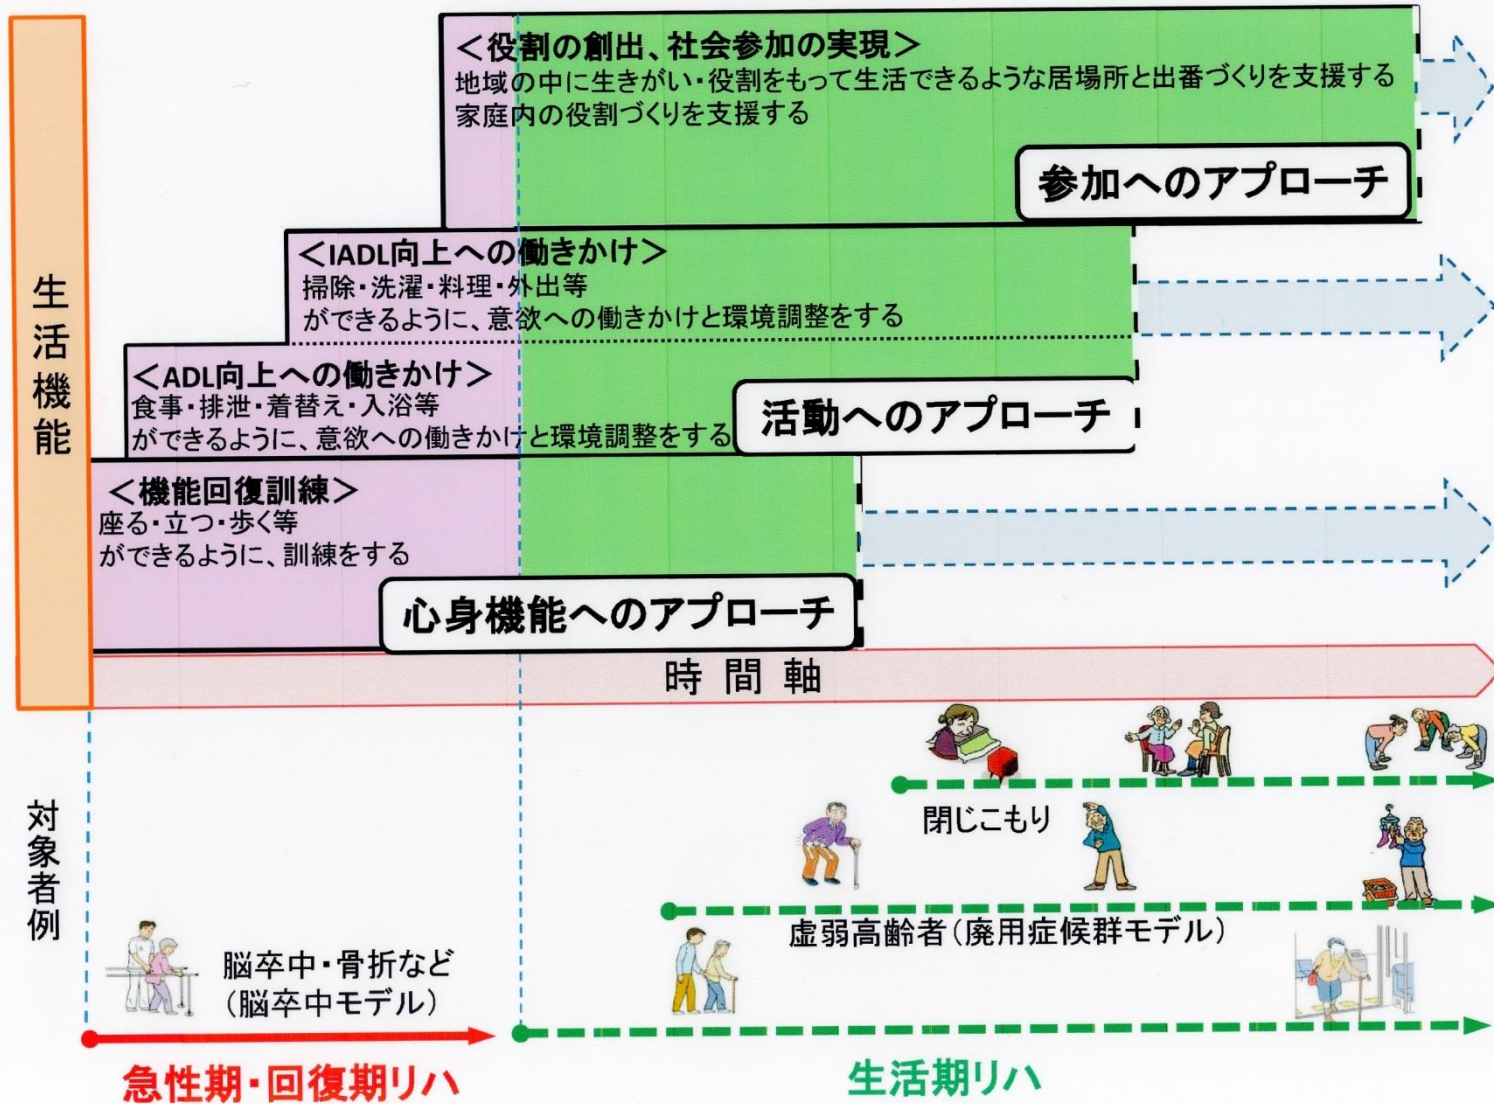 生活機能
＜役割の創出、社会参加の実現＞
地域の中に生きがい・役割をもって生活できるような居場所と出番づくりを支援する
家庭内の役割づくりを支援する
参加へのアプローチ
＜IADL向上への働きかけ＞
掃除・洗濯・料理・外出等
ができるように、意欲への働きかけと環境調整をする
＜ADL向上への働きかけ＞
食事・排泄・着替え・入浴等
ができるように、意欲への働きかけと環境調整をする
活動へのアプローチ
＜機能回復訓練＞
座る・立つ・歩く等
ができるように、訓練をする
心身機能へのアプローチ
時間軸
対象者例
閉じこもり
虚弱高齢者（廃用症候群モデル）
脳卒中・骨折など
（脳卒中モデル）
急性期・回復期リハ
生活期リハ